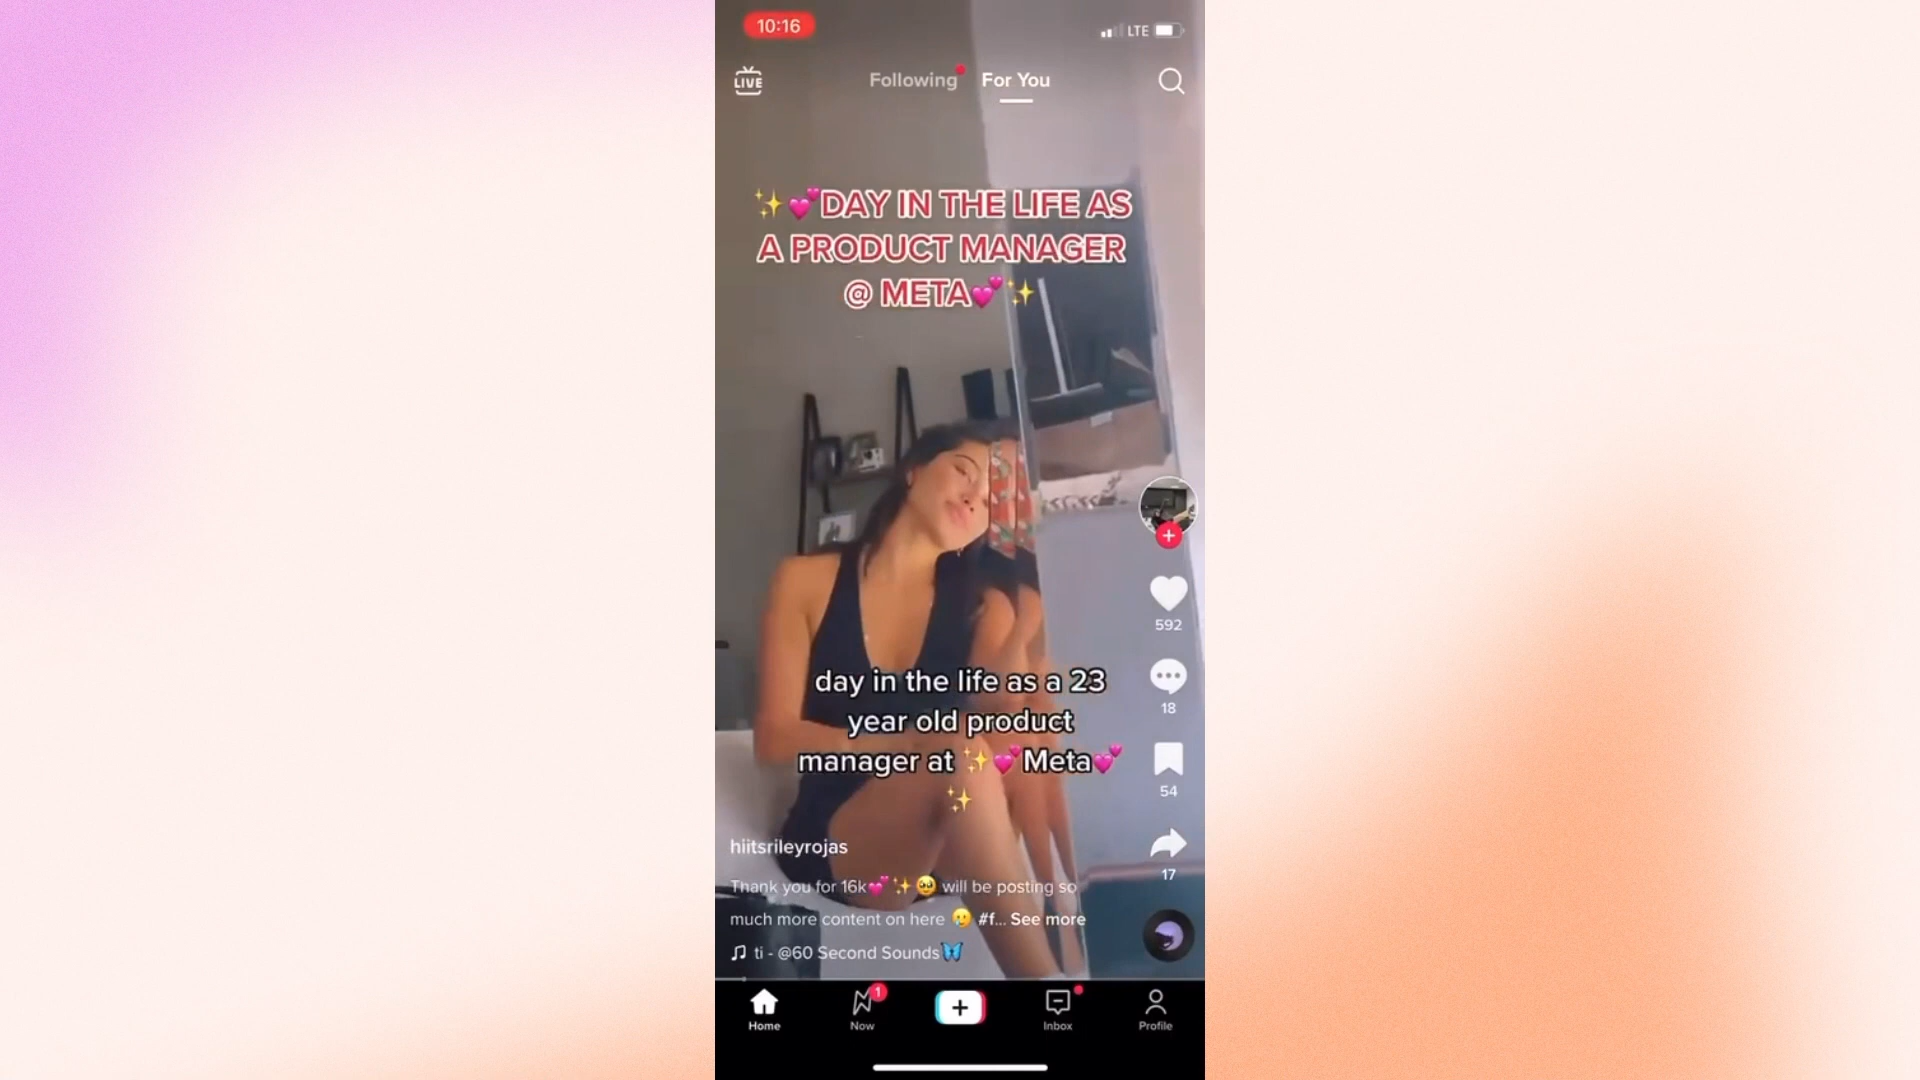 10:16
LTE
LIVE
Following
For You
✨💕DAY IN THE LIFE AS
A PRODUCT MANAGER
@ META💕✨
592
day in the life as a 23
year old product
manager at ✨💕Meta💕
✨
18
54
17
hiitsrileyrojas
Thank you for 16k💕✨🥹 will be posting so
much more content on here 🥲 #f... See more
ti - @60 Second Sounds🦋
1
Home
Now
Inbox
Profile